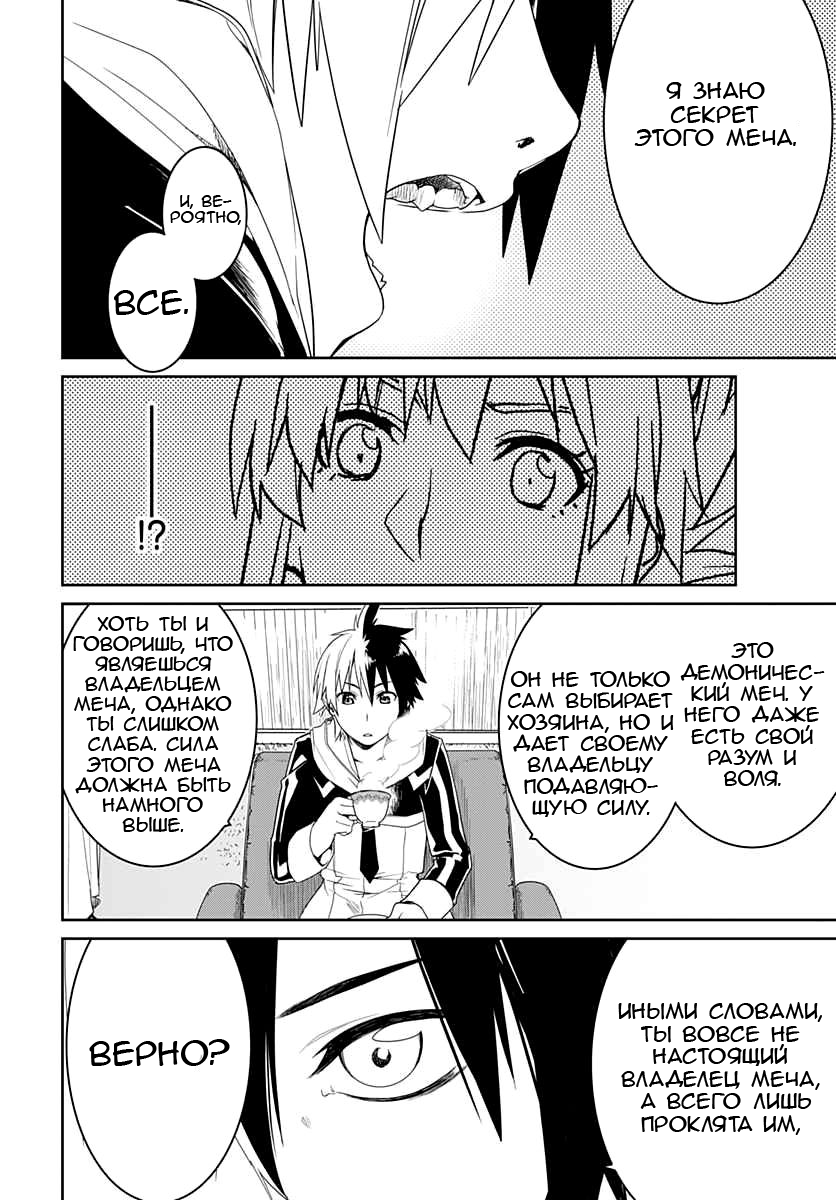 Я ЗНАЮ
СЕКРЕТ
ЭТОГО МЕЧА.
И, ВЕ-
РОЯТНО,
ВСЕ.
!?
ЭТО
ДЕМОНИЧЕС-
КИЙ МЕЧ. У
НЕГО ДАЖЕ
ЕСТЬ СВОЙ
РАЗУМ И
ВОЛЯ.
ОН НЕ ТОЛЬКО
САМ ВЫБИРАЕТ
ХОЗЯИНА, НО И
ДАЕТ СВОЕМУ
ВЛАДЕЛЬЦУ
ПОДАВЛЯЮ-
ЩУЮ СИЛУ.
ХОТЬ ТЫ И
ГОВОРИШЬ, ЧТО
ЯВЛЯЕШЬСЯ
ВЛАДЕЛЬЦЕМ
МЕЧА, ОДНАКО
ТЫ СЛИШКОМ
СЛАБА. СИЛА
ЭТОГО МЕЧА
ДОЛЖНА БЫТЬ
НАМНОГО
ВЫШЕ.
ИНЫМИ СЛОВАМИ,
ТЫ ВОВСЕ НЕ
НАСТОЯЩИЙ
ВЛАДЕЛЕЦ МЕЧА,
А ВСЕГО ЛИШЬ
ПРОКЛЯТА ИМ,
ВЕРНО?